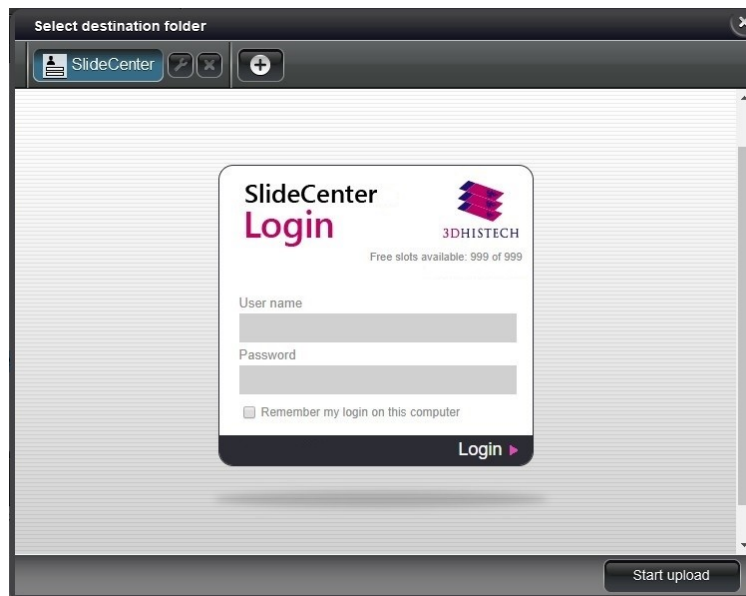 Select destination folder
SlideCenter
SlideCenter
Login
3DHISTECH
Free slots available: 999 of 999
User name
Password
Remember my login on this computer
Login
Start upload